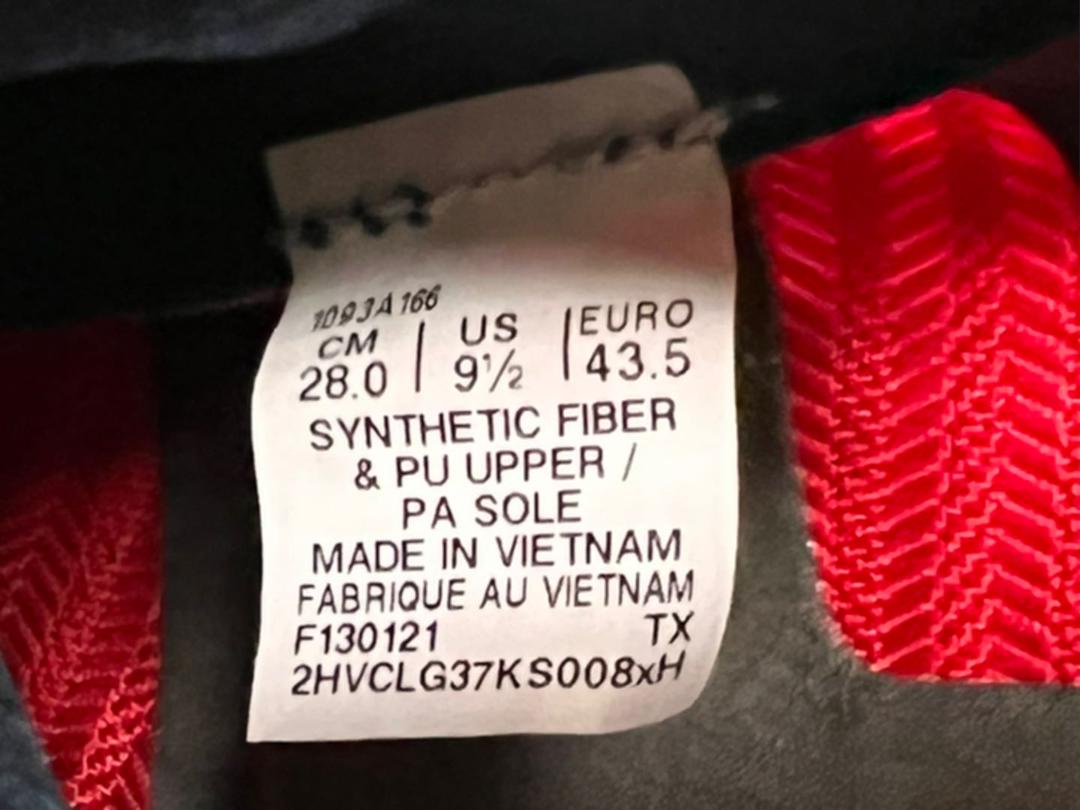 1093A166
CM | US | EURO
28.0 | 9½ | 43.5
SYNTHETIC FIBER
& PU UPPER /
PA SOLE
MADE IN VIETNAM
FABRIQUE AU VIETNAM
F130121 TX
2HVCLG37KS008xH